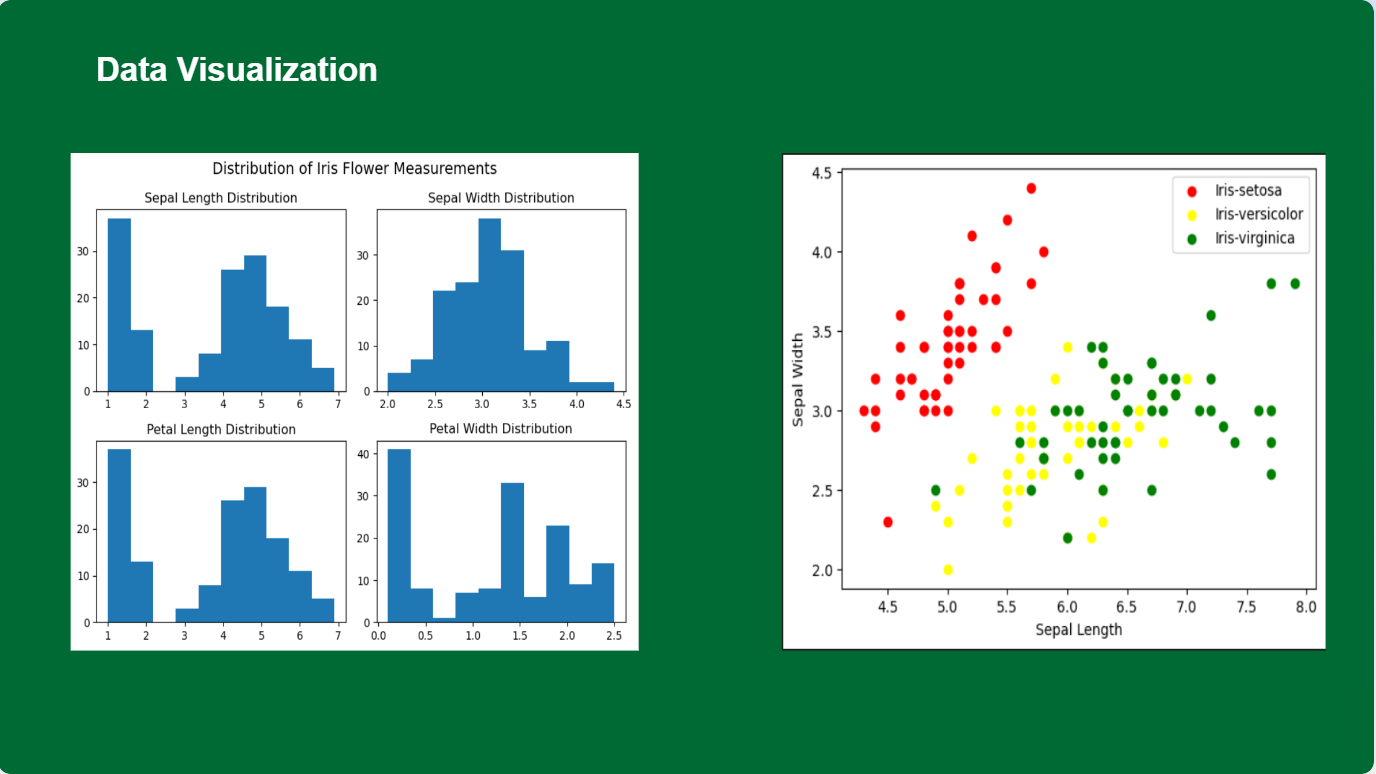 Data Visualization
Distribution of Iris Flower Measurements
Sepal Length Distribution
30
20
10
0
1 2 3 4 5 6 7
Sepal Width Distribution
30
20
10
0
2.0 2.5 3.0 3.5 4.0 4.5
Petal Length Distribution
30
20
10
0
1 2 3 4 5 6 7
Petal Width Distribution
40
30
20
10
0
0.0 0.5 1.0 1.5 2.0 2.5
Iris-setosa
Iris-versicolor
Iris-virginica
Sepal Width
4.5
4.0
3.5
3.0
2.5
2.0
4.5 5.0 5.5 6.0 6.5 7.0 7.5 8.0
Sepal Length